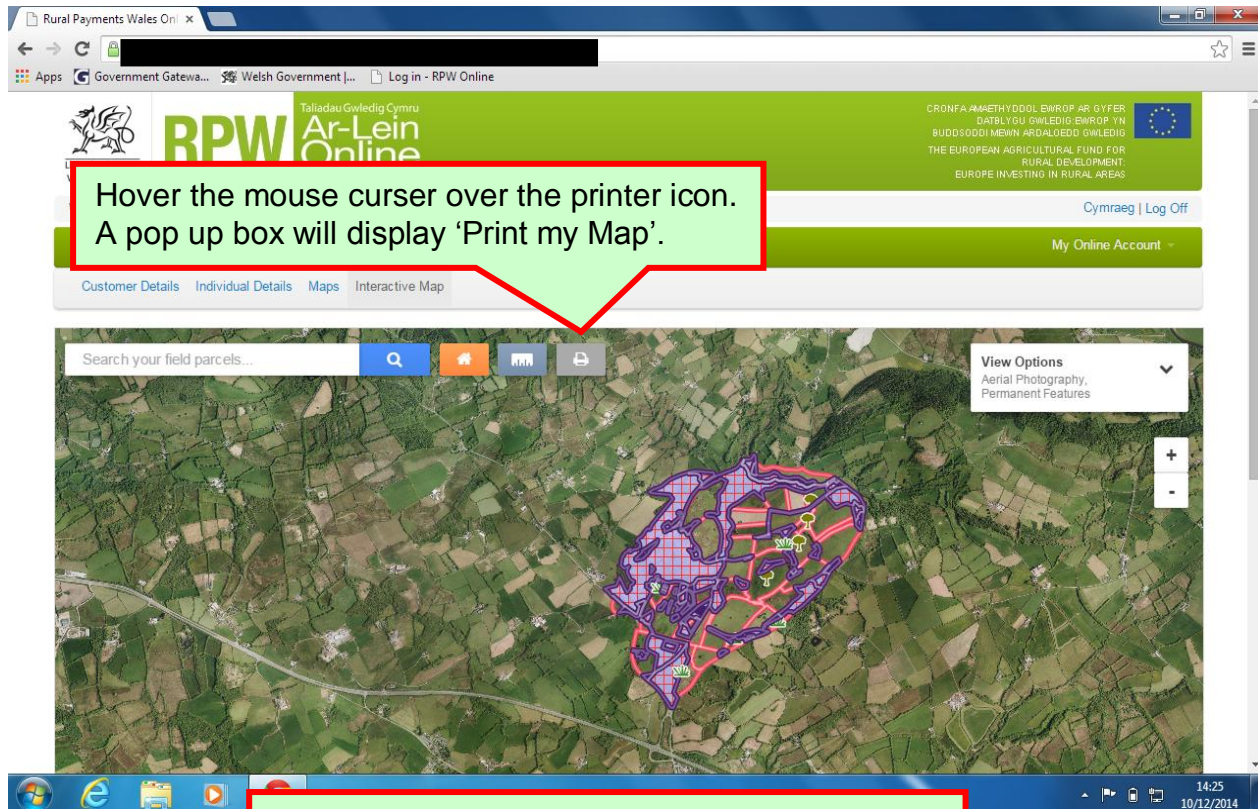 Rural Payments Wales Onl
Apps Government Gatewa... Welsh Government |... Log in - RPW Online
RPW
Taliadau Gwledig Cymru
Ar-Lein
Online
CRONFA AMAETHYDDOL EWROP AR GYFER
DATBLYGU GWLEDIG:EWROP YN
BUDDSODDI MEWN ARDALOEDD GWLEDIG
THE EUROPEAN AGRICULTURAL FUND FOR
RURAL DEVELOPMENT:
EUROPE INVESTING IN RURAL AREAS
Hover the mouse curser over the printer icon.
A pop up box will display ‘Print my Map’.
Cymraeg | Log Off
My Online Account
Customer Details Individual Details Maps Interactive Map
Search your field parcels...
View Options
Aerial Photography,
Permanent Features
+
-
14:25
10/12/2014